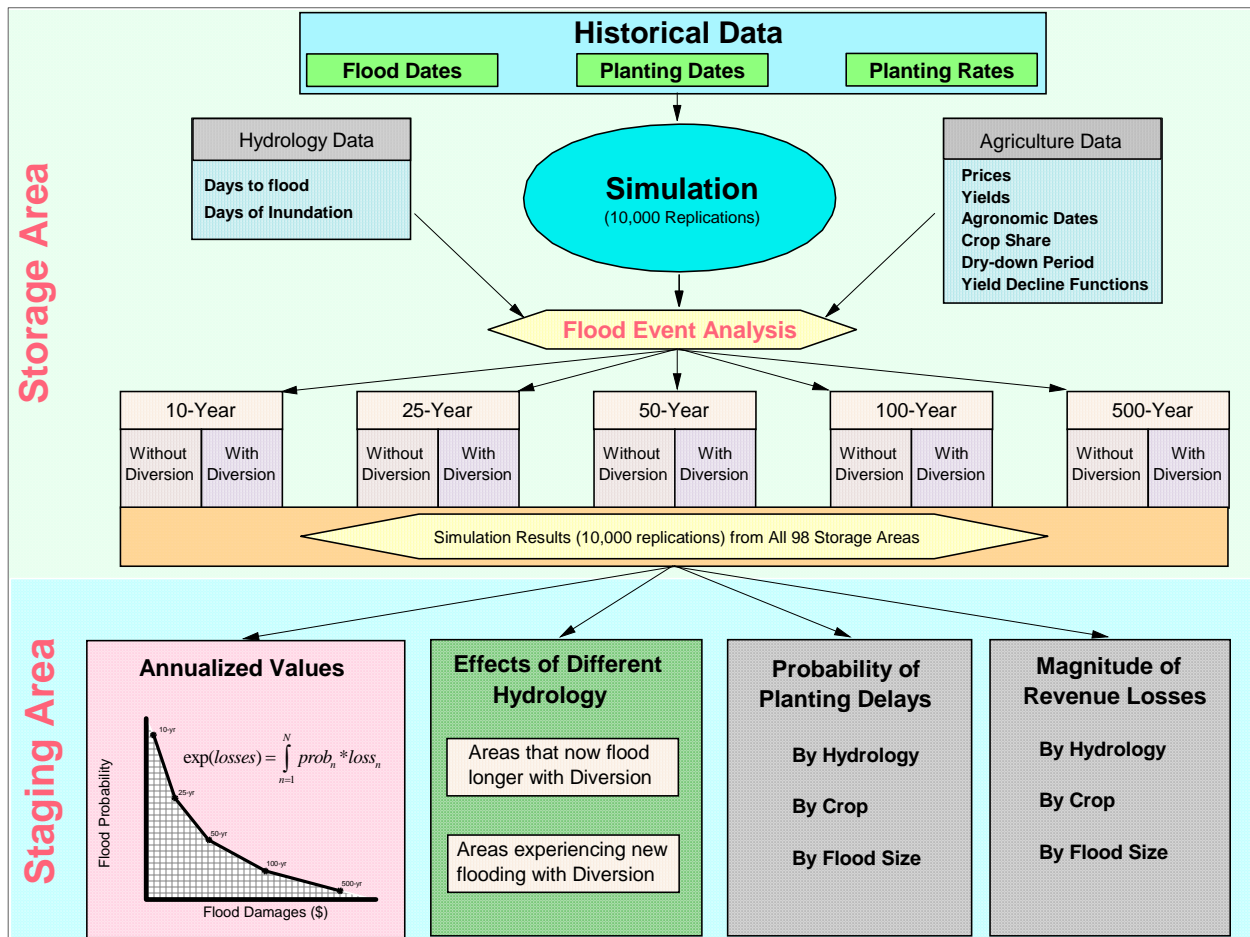 Historical Data
Flood Dates
Planting Dates
Planting Rates
Storage Area
Hydrology Data
Days to flood
Days of Inundation
Simulation
(10,000 Replications)
Agriculture Data
Prices
Yields
Agronomic Dates
Crop Share
Dry-down Period
Yield Decline Functions
Flood Event Analysis
10-Year
25-Year
50-Year
100-Year
500-Year
Without
Diversion
With
Diversion
Without
Diversion
With
Diversion
Without
Diversion
With
Diversion
Without
Diversion
With
Diversion
Without
Diversion
With
Diversion
Simulation Results (10,000 replications) from All 98 Storage Areas
Staging Area
Annualized Values
Flood Probability
10-yr
25-yr
50-yr
100-yr
500-yr
exp(losses) = ∫_{n=1}^{N} prob_n * loss_n
Flood Damages ($)
Effects of Different
Hydrology
Areas that now flood
longer with Diversion
Areas experiencing new
flooding with Diversion
Probability of
Planting Delays
By Hydrology
By Crop
By Flood Size
Magnitude of
Revenue Losses
By Hydrology
By Crop
By Flood Size